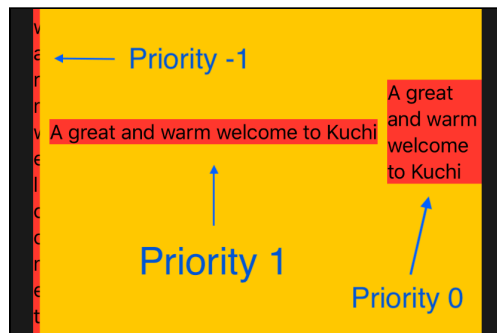 Priority -1
A great and warm welcome to Kuchi
A great
and warm
welcome
to Kuchi
Priority 1
Priority 0